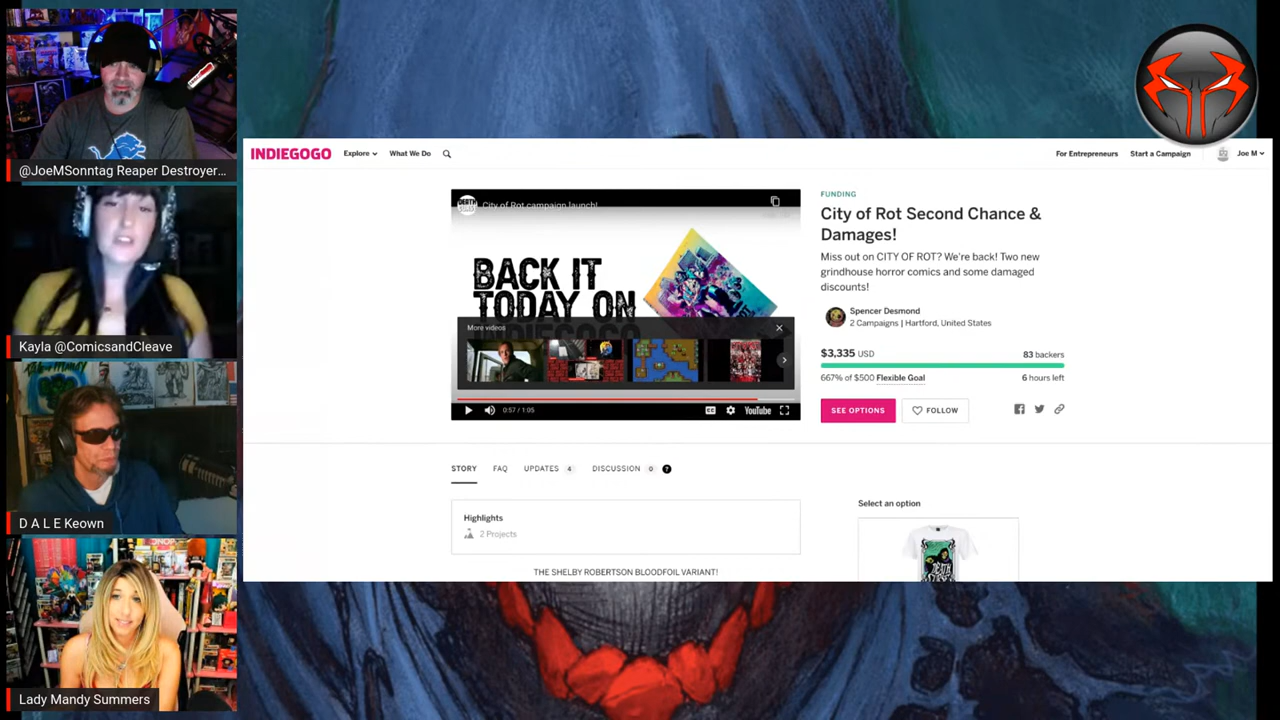 @JoeMSonntag Reaper Destroyer...
Kayla @ComicsandCleave
D A L E Keown
Lady Mandy Summers
INDIEGOGO
Explore
What We Do
For Entrepreneurs
Start a Campaign
Joe M
City of Rot campaign launch!
BACK IT
TODAY ON
INDIEGOGO
More videos
0:57 / 1:05
CC
YouTube
FUNDING
City of Rot Second Chance &
Damages!
Miss out on CITY OF ROT? We're back! Two new
grindhouse horror comics and some damaged
discounts!
Spencer Desmond
2 Campaigns | Hartford, United States
$3,335 USD
83 backers
667% of $500 Flexible Goal
6 hours left
SEE OPTIONS
FOLLOW
STORY
FAQ
UPDATES 4
DISCUSSION 0
?
Highlights
2 Projects
THE SHELBY ROBERTSON BLOODFOIL VARIANT!
Select an option
DEATH